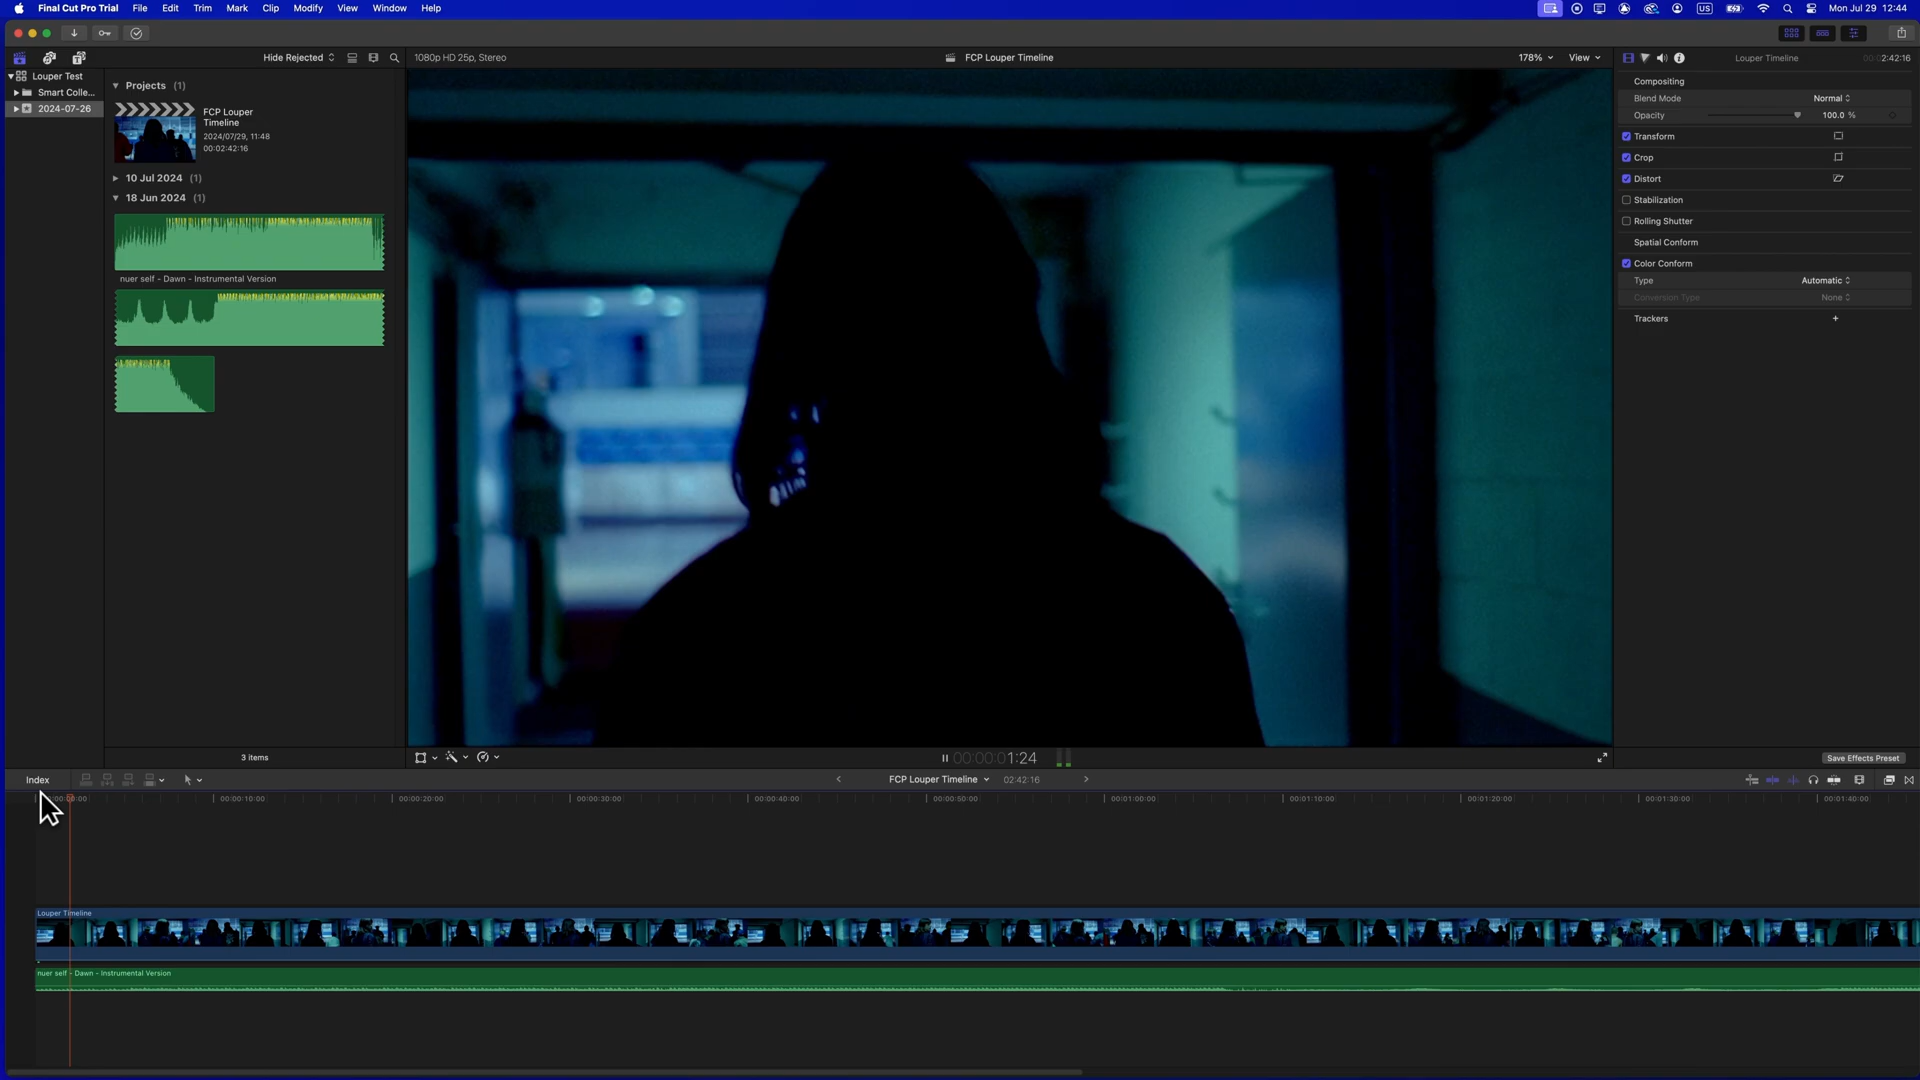 Final Cut Pro Trial File Edit Trim Mark Clip Modify View Window Help
US
Mon Jul 29 12:44
Hide Rejected
1080p HD 25p, Stereo
FCP Louper Timeline
178%
View
Louper Timeline
2:42:16
Louper Test
Smart Colle...
2024-07-26
Projects (1)
FCP Louper
Timeline
2024/07/29, 11:48
00:02:42:16
10 Jul 2024 (1)
18 Jun 2024 (1)
nuer self - Dawn - Instrumental Version
3 items
Compositing
Blend Mode Normal
Opacity 100.0 %
Transform
Crop
Distort
Stabilization
Rolling Shutter
Spatial Conform
Color Conform
Type Automatic
Conversion Type None
Trackers
00:00:01:24
Save Effects Preset
Index
FCP Louper Timeline
02:42:16
00:00:10:00 00:00:20:00 00:00:30:00 00:00:40:00 00:00:50:00 00:01:00:00 00:01:10:00 00:01:20:00 00:01:30:00 00:01:40:00
Louper Timeline
nuer self - Dawn - Instrumental Version